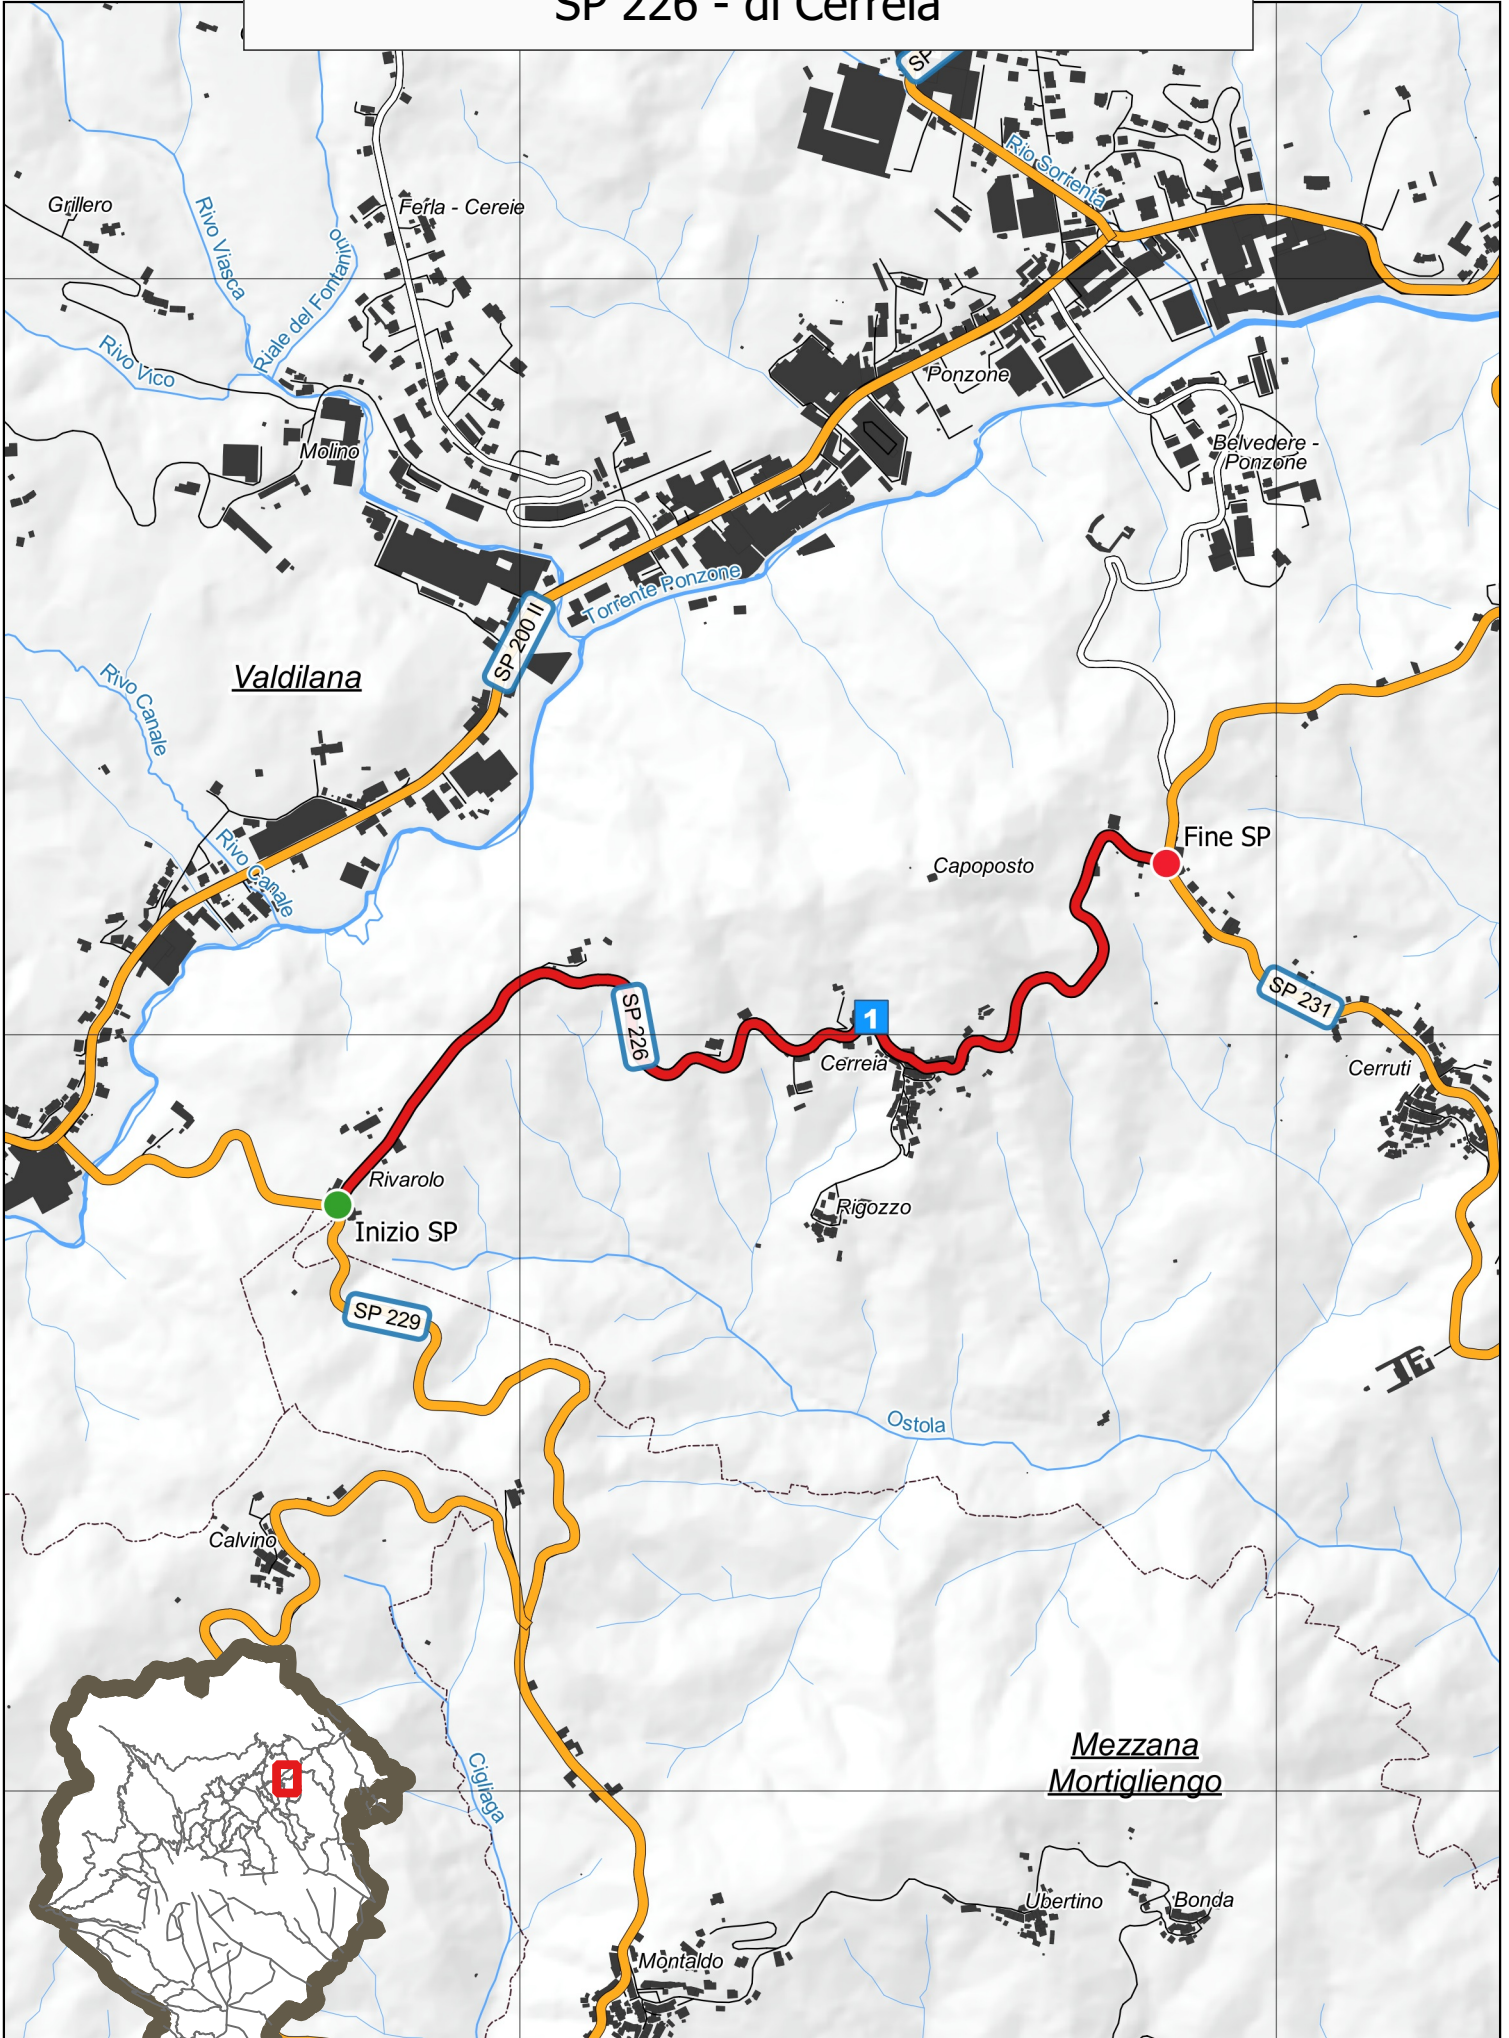 SP 226 - di Cerreia
SP
Rio Sorrenta
Grillero
Rivo Viasca
Ferla - Cereie
Riale del Fontanino
Rivo Vico
Ponzone
Molino
Belvedere -
Ponzone
Torrente Ponzone
SP 200 II
Valdilana
Rivo Canale
Rivo Canale
Fine SP
Capoposto
SP 226
1
SP 231
Cerreia
Cerruti
Rivarolo
Rigozzo
Inizio SP
SP 229
Ostola
Calvino
Mezzana
Mortigliengo
Cigliaga
Ubertino
Bonda
Montaldo